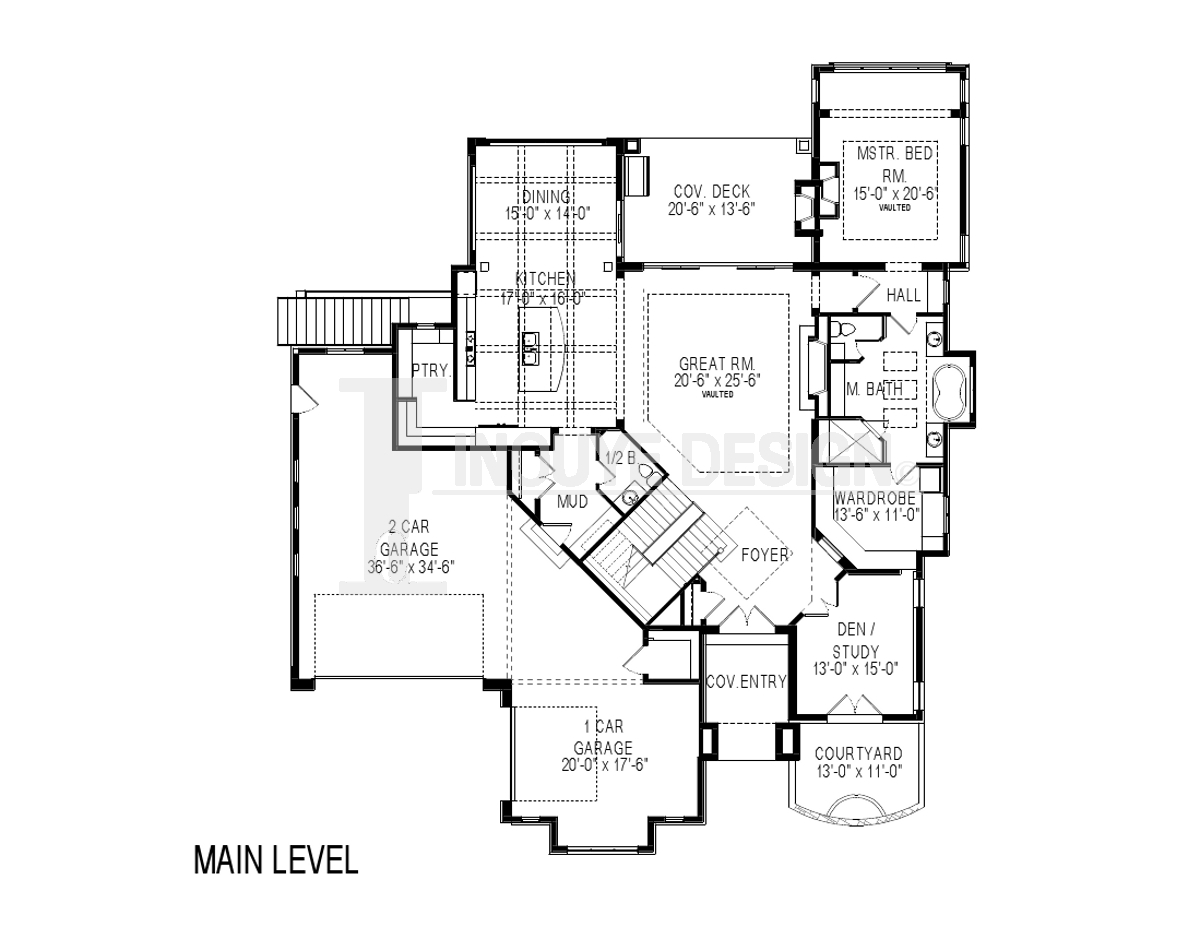 MSTR. BED
RM.
15'-0" x 20'-6"
VAULTED
COV. DECK
20'-6" x 13'-6"
DINING
15'-0" x 14'-0"
KITCHEN
17'-0" x 16'-0"
HALL
GREAT RM.
20'-6" x 25'-6"
VAULTED
PTRY.
M. BATH
INOUYE DESIGN©
1/2 B.
MUD
WARDROBE
13'-6" x 11'-0"
2 CAR
GARAGE
36'-6" x 34'-6"
FOYER
DEN /
STUDY
13'-0" x 15'-0"
COV.ENTRY
1 CAR
GARAGE
20'-0" x 17'-6"
COURTYARD
13'-0" x 11'-0"
MAIN LEVEL